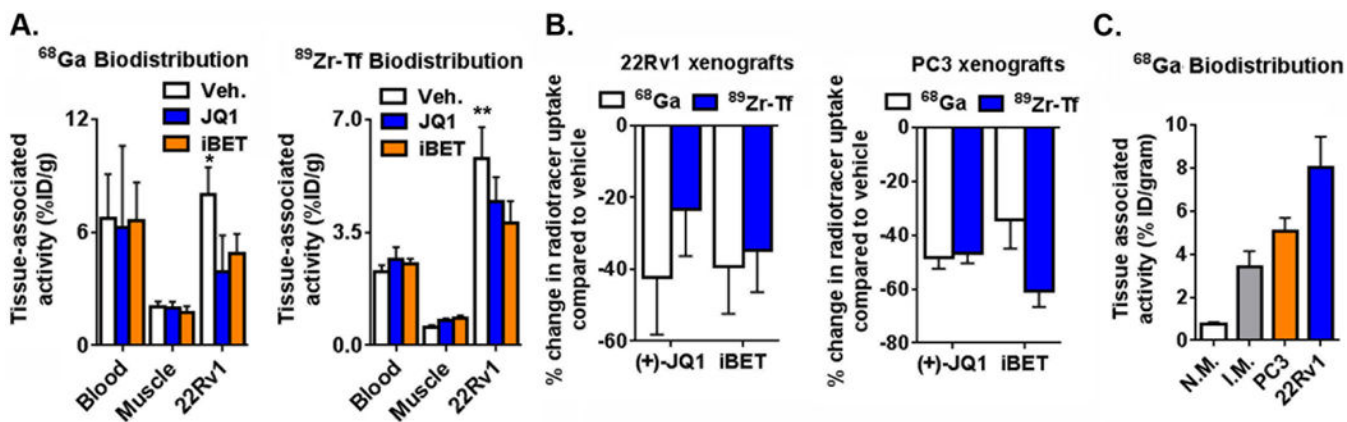 A.
⁶⁸Ga Biodistribution
Veh.
JQ1
iBET
Tissue-associated
activity (%ID/g)
12
6
0
*
Blood
Muscle
22Rv1
⁸⁹Zr-Tf Biodistribution
Veh.
JQ1
iBET
Tissue-associated
activity (%ID/g)
7.0
3.5
0.0
**
Blood
Muscle
22Rv1
B.
22Rv1 xenografts
⁶⁸Ga
⁸⁹Zr-Tf
% change in radiotracer uptake
compared to vehicle
0
-20
-40
-60
(+)-JQ1
iBET
PC3 xenografts
⁶⁸Ga
⁸⁹Zr-Tf
% change in radiotracer uptake
compared to vehicle
0
-20
-40
-60
-80
(+)-JQ1
iBET
C.
⁶⁸Ga Biodistribution
Tissue associated
activity (% ID/gram)
10
8
6
4
2
0
N.M.
I.M.
PC3
22Rv1